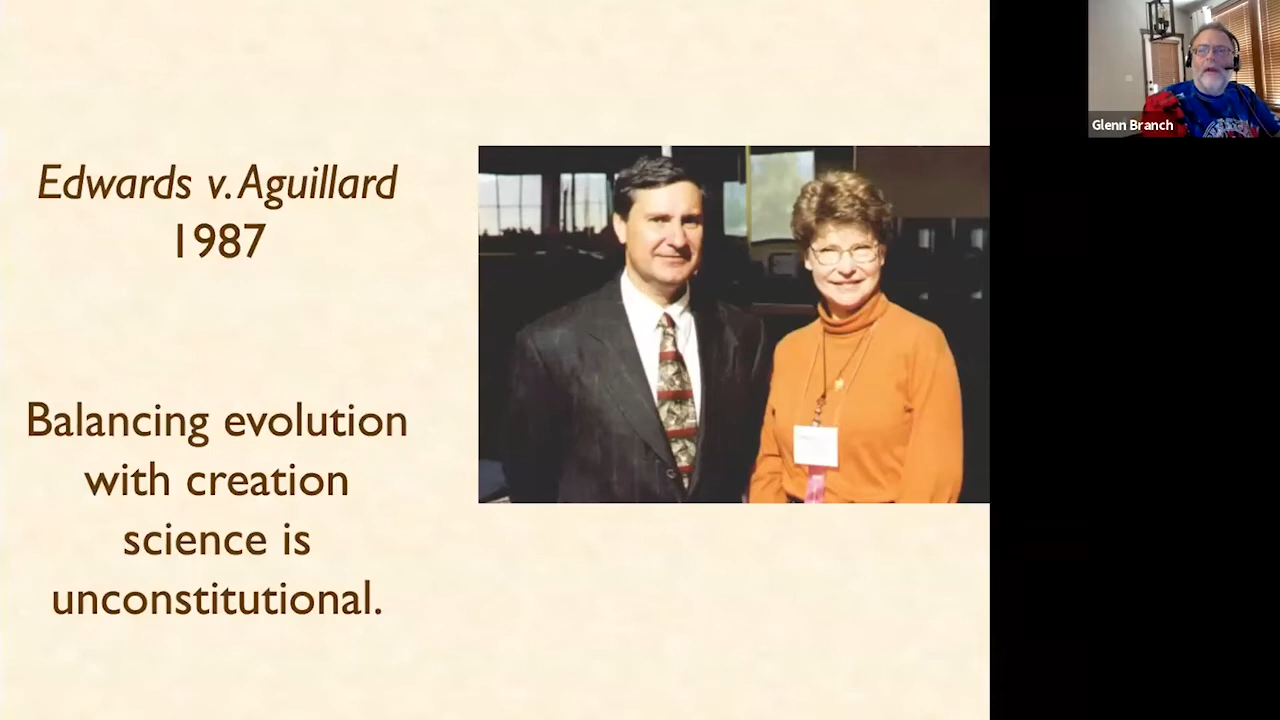 Edwards v. Aguillard
1987
Balancing evolution
with creation
science is
unconstitutional.
Glenn Branch